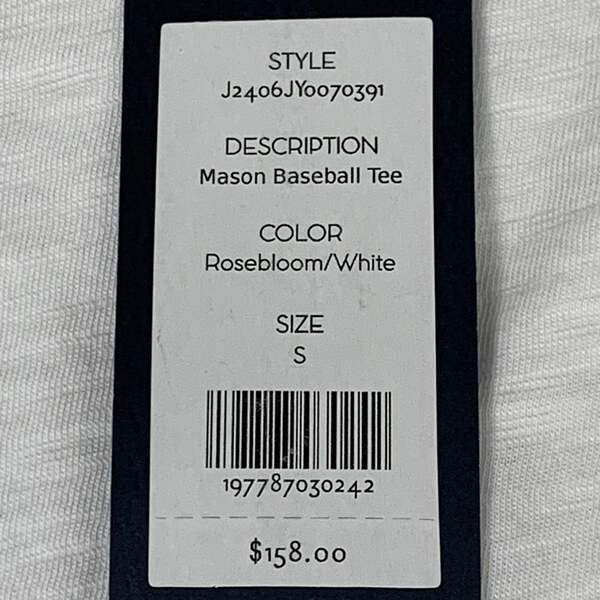 STYLE
J2406JY0070391
DESCRIPTION
Mason Baseball Tee
COLOR
Rosebloom/White
SIZE
S
197787030242
$158.00